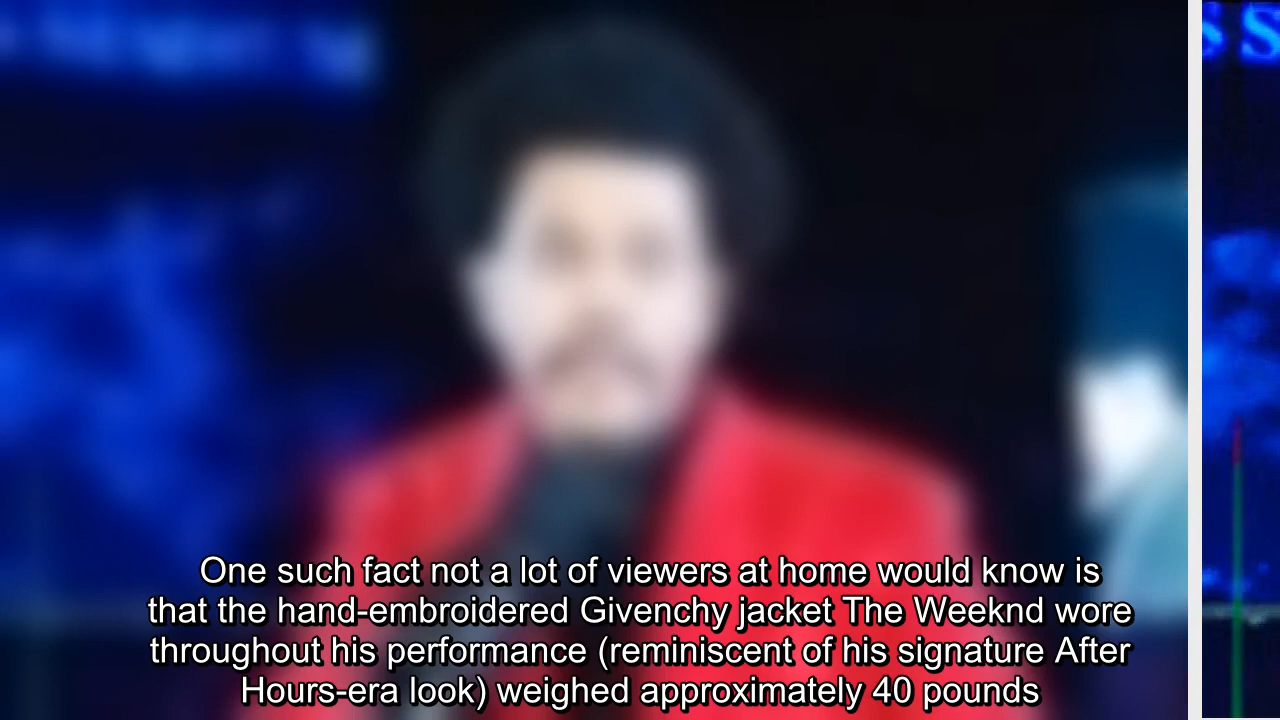 One such fact not a lot of viewers at home would know is
that the hand-embroidered Givenchy jacket The Weeknd wore
throughout his performance (reminiscent of his signature After
Hours-era look) weighed approximately 40 pounds